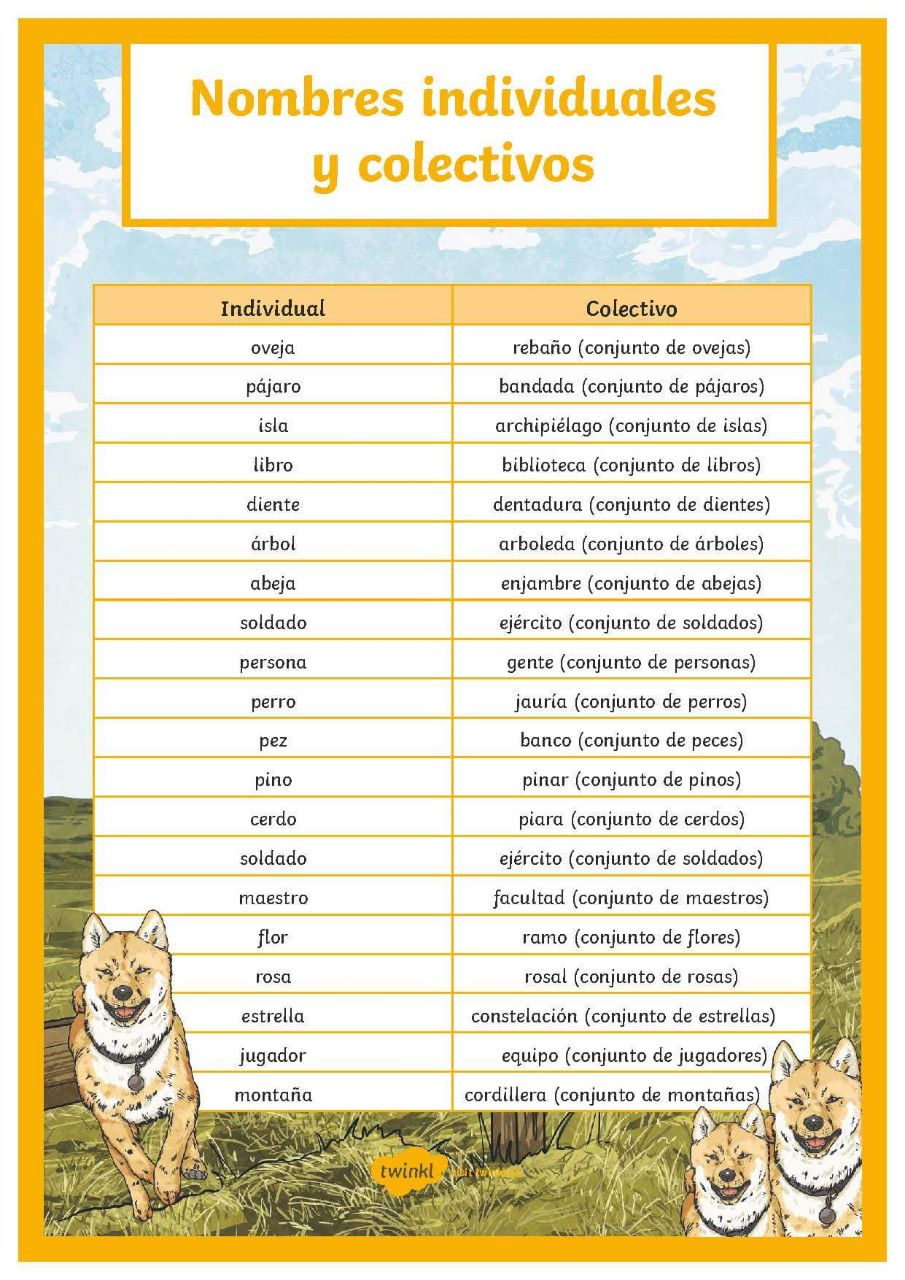 Nombres individuales
y colectivos
Individual Colectivo
oveja rebaño (conjunto de ovejas)
pájaro bandada (conjunto de pájaros)
isla archipiélago (conjunto de islas)
libro biblioteca (conjunto de libros)
diente dentadura (conjunto de dientes)
árbol arboleda (conjunto de árboles)
abeja enjambre (conjunto de abejas)
soldado ejército (conjunto de soldados)
persona gente (conjunto de personas)
perro jauría (conjunto de perros)
pez banco (conjunto de peces)
pino pinar (conjunto de pinos)
cerdo piara (conjunto de cerdos)
soldado ejército (conjunto de soldados)
maestro facultad (conjunto de maestros)
flor ramo (conjunto de flores)
rosa rosal (conjunto de rosas)
estrella constelación (conjunto de estrellas)
jugador equipo (conjunto de jugadores)
montaña cordillera (conjunto de montañas)
twinkl